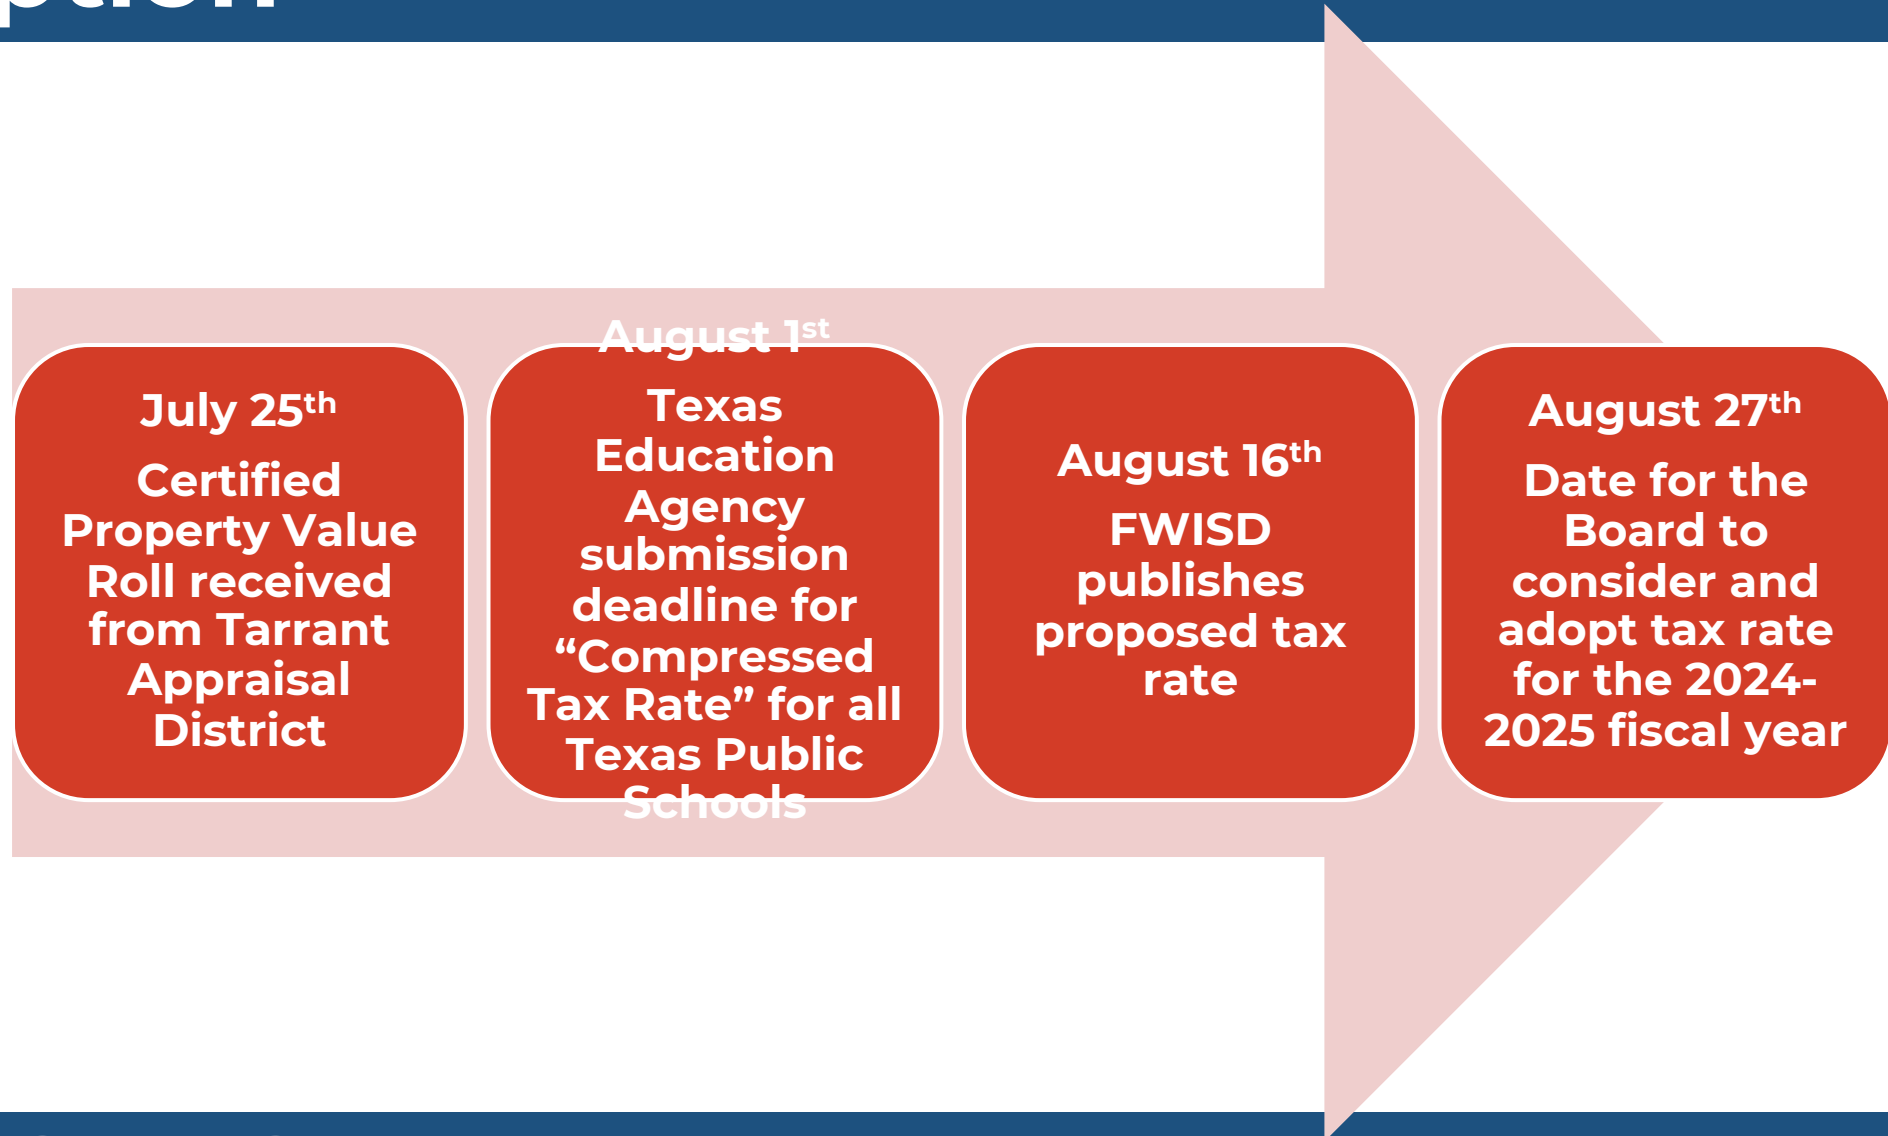 July 25th
Certified
Property Value
Roll received
from Tarrant
Appraisal
District
August 1st
Texas
Education
Agency
submission
deadline for
“Compressed
Tax Rate” for all
Texas Public
Schools
August 16th
FWISD
publishes
proposed tax
rate
August 27th
Date for the
Board to
consider and
adopt tax rate
for the 2024-
2025 fiscal year